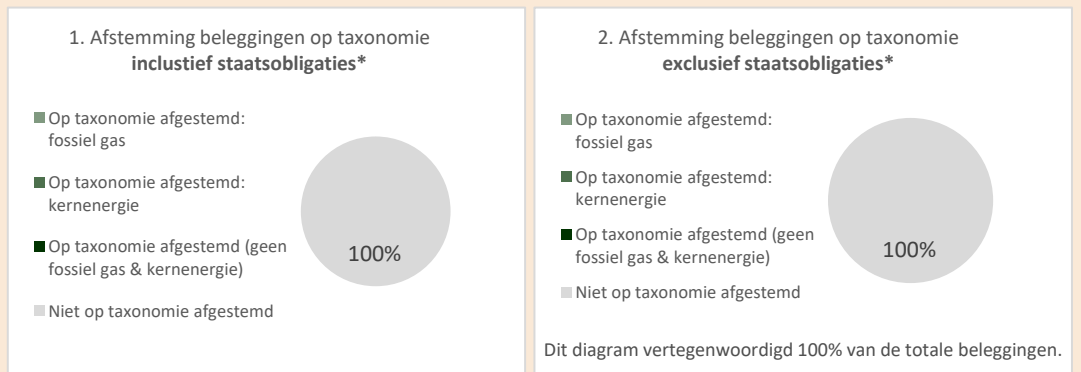 1. Afstemming beleggingen op taxonomie
inclustief staatsobligaties*
Op taxonomie afgestemd:
fossiel gas
Op taxonomie afgestemd:
kernenergie
Op taxonomie afgestemd (geen
fossiel gas & kernenergie)
Niet op taxonomie afgestemd
100%
2. Afstemming beleggingen op taxonomie
exclusief staatsobligaties*
Op taxonomie afgestemd:
fossiel gas
Op taxonomie afgestemd:
kernenergie
Op taxonomie afgestemd (geen
fossiel gas & kernenergie)
Niet op taxonomie afgestemd
100%
Dit diagram vertegenwoordigd 100% van de totale beleggingen.